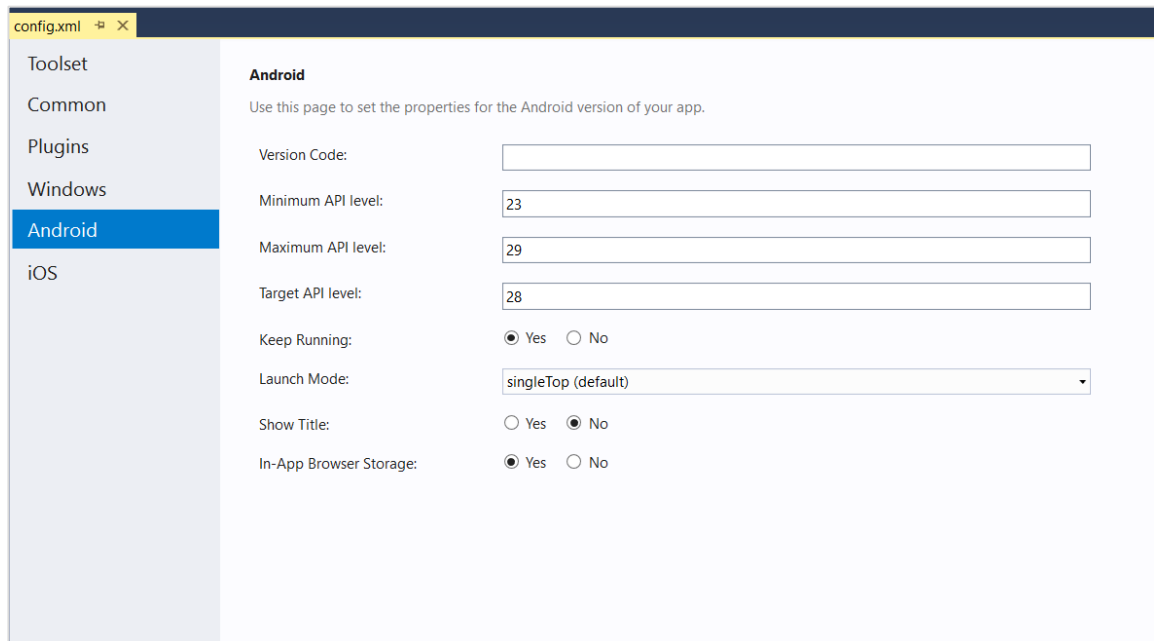 config.xml
Toolset
Common
Plugins
Windows
Android
iOS
Android
Use this page to set the properties for the Android version of your app.
Version Code:
Minimum API level: 23
Maximum API level: 29
Target API level: 28
Keep Running: Yes No
Launch Mode: singleTop (default)
Show Title: Yes No
In-App Browser Storage: Yes No